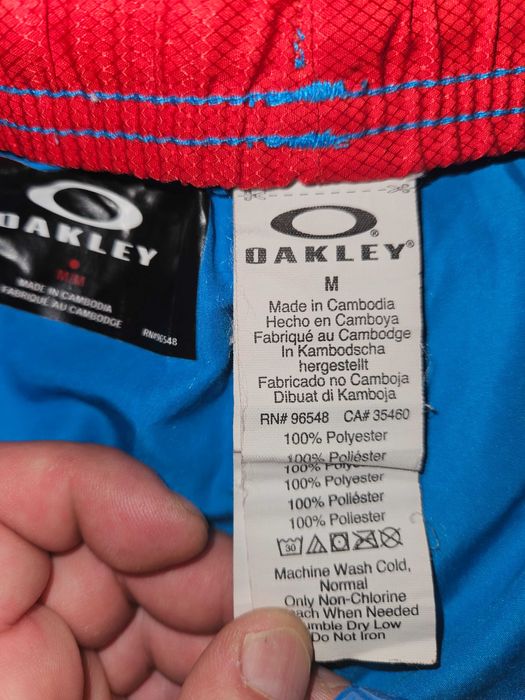 OAKLEY
M/M
MADE IN CAMBODIA
FABRIQUÉ AU CAMBODGE
RN#96548
OAKLEY®
M
Made in Cambodia
Hecho en Camboya
Fabriqué au Cambodge
In Kambodscha
hergestellt
Fabricado no Camboja
Dibuat di Kamboja
RN# 96548 CA# 35460
100% Polyester
100% Poliéster
100%
100% Polyester
100% Poliéster
100% Poliester
30
Machine Wash Cold,
Normal
Only Non-Chlorine
When Needed
Dry Low
Do Not Iron